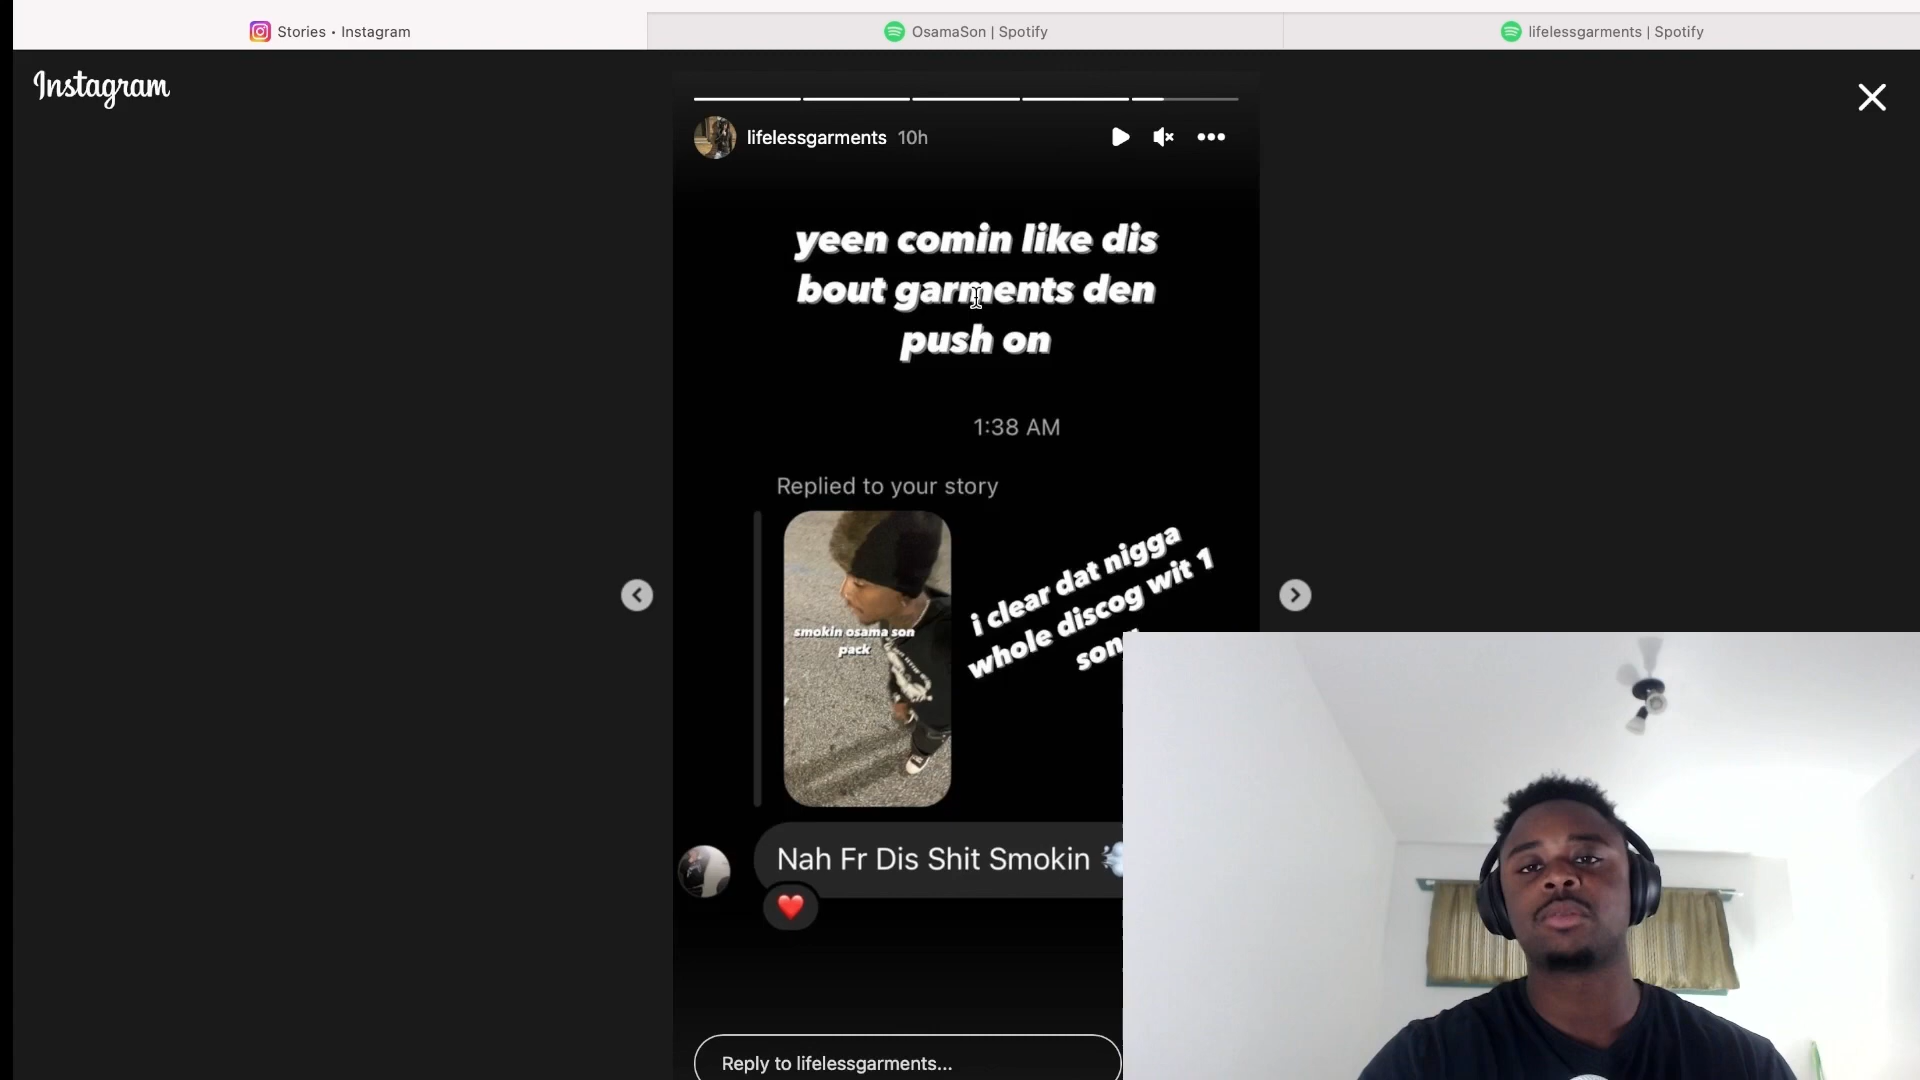 Stories • Instagram
OsamaSon | Spotify
lifelessgarments | Spotify
Instagram
lifelessgarments 10h
yeen comin like dis
bout garments den
push on
1:38 AM
Replied to your story
smokin osama son
pack
i clear dat nigga
whole discog wit 1
song
Nah Fr Dis Shit Smokin 💨
❤️
Reply to lifelessgarments...